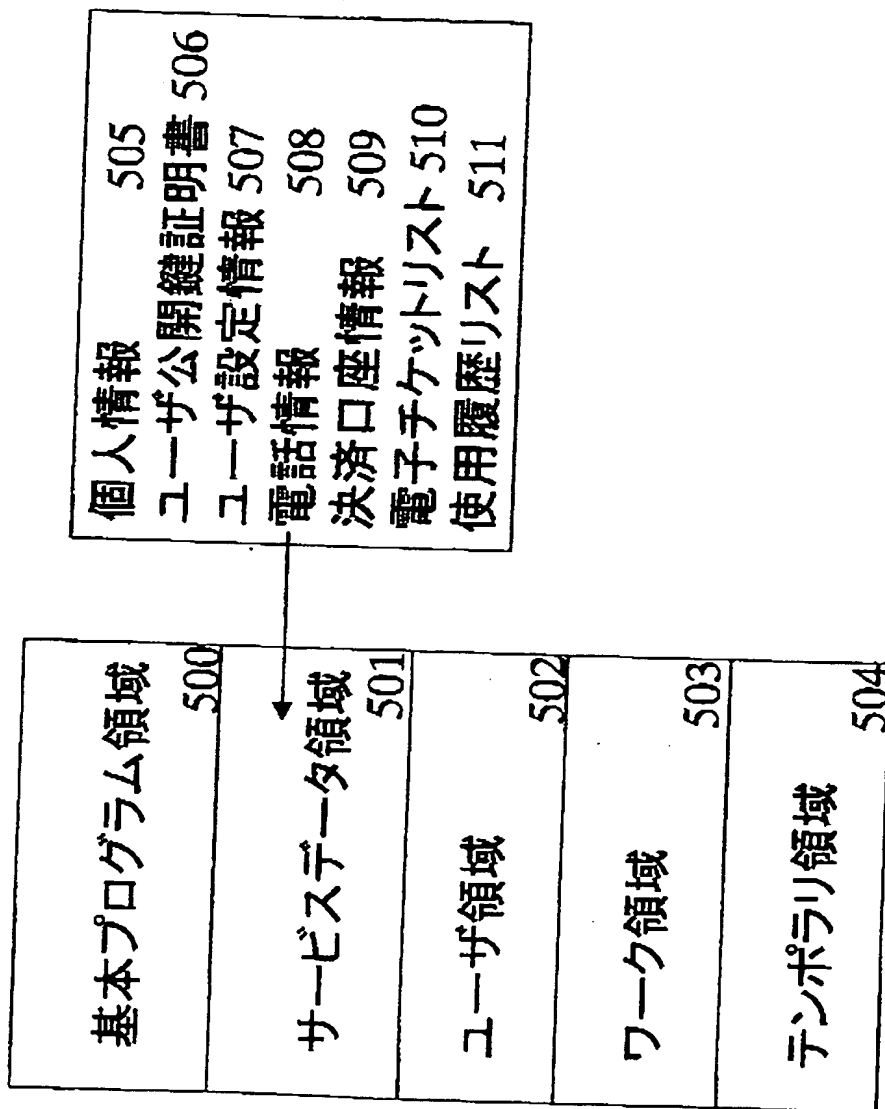 基本プログラム領域 500
サービスデータ領域 501
ユーザ領域 502
ワーク領域 503
テンポラリ領域 504
個人情報 505
ユーザ公開鍵証明書 506
ユーザ設定情報 507
電話情報 508
決済口座情報 509
電子チケットリスト 510
使用履歴リスト 511